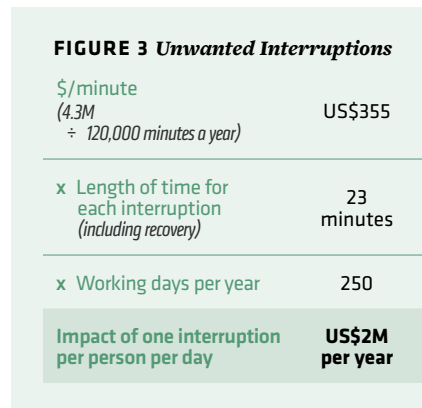 FIGURE 3 Unwanted Interruptions
$/minute
(4.3M
÷ 120,000 minutes a year)
US$355
x Length of time for
each interruption
(including recovery)
23
minutes
x Working days per year
250
Impact of one interruption
per person per day
US$2M
per year